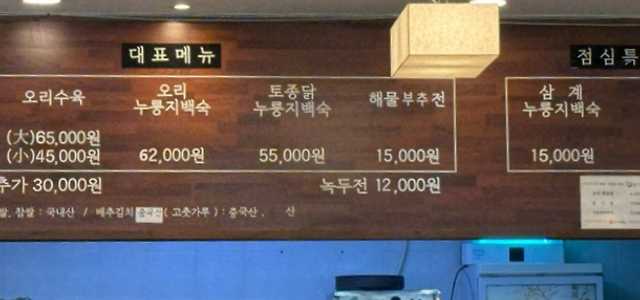 대표메뉴
점심특
오리수육
오리
누룽지백숙
토종닭
누룽지백숙
해물부추전
삼계
누룽지백숙
(大)65,000원
(小)45,000원
62,000원
55,000원
15,000원
15,000원
추가 30,000원
녹두전 12,000원
쌀, 찹쌀 : 국내산 / 배추김치 (고춧가루) : 중국산, 산